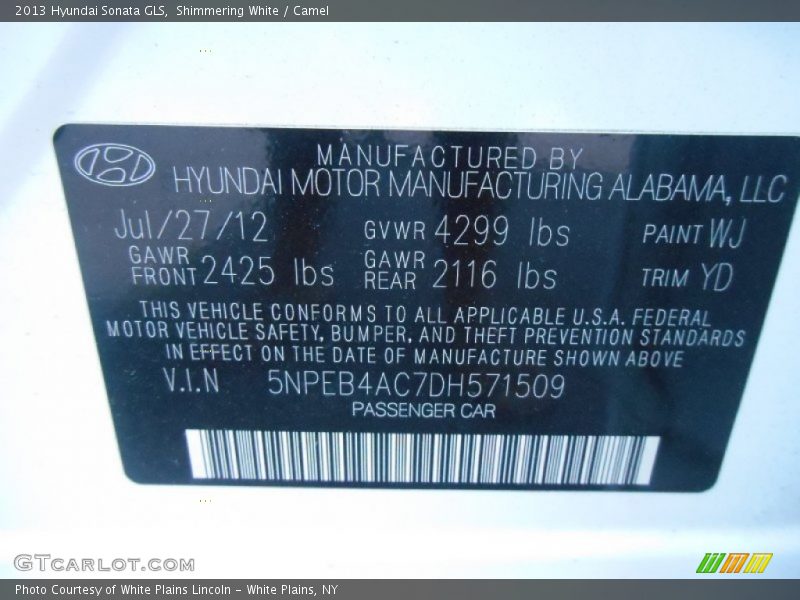 2013 Hyundai Sonata GLS, Shimmering White / Camel
MANUFACTURED BY
HYUNDAI MOTOR MANUFACTURING ALABAMA, LLC
Jul/27/12 GVWR 4299 lbs PAINT WJ
GAWR FRONT 2425 lbs GAWR REAR 2116 lbs TRIM YD
THIS VEHICLE CONFORMS TO ALL APPLICABLE U.S.A. FEDERAL
MOTOR VEHICLE SAFETY, BUMPER, AND THEFT PREVENTION STANDARDS
IN EFFECT ON THE DATE OF MANUFACTURE SHOWN ABOVE
V.I.N 5NPEB4AC7DH571509
PASSENGER CAR
GTCARLOT.COM
Photo Courtesy of White Plains Lincoln - White Plains, NY